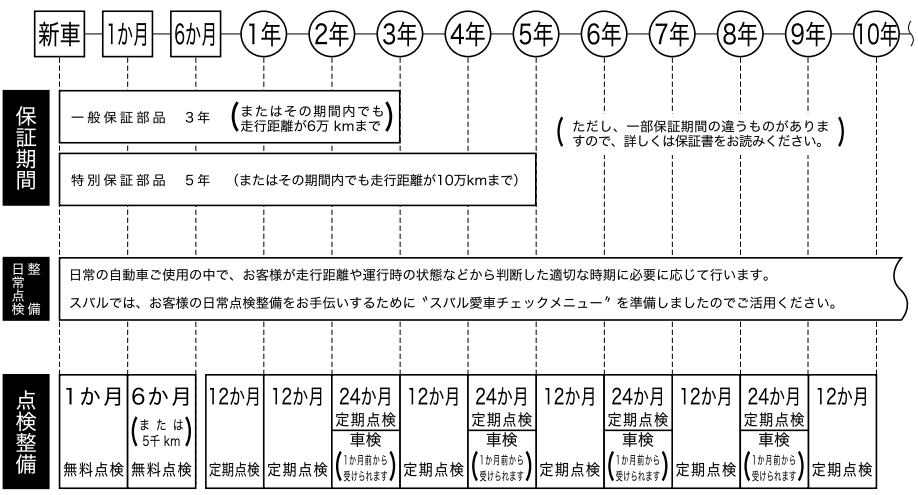 新車 1か月 6か月 1年 2年 3年 4年 5年 6年 7年 8年 9年 10年
保証期間
一般保証部品 3年 (またはその期間内でも
走行距離が6万kmまで)
(ただし、一部保証期間の違うものがありま
すので、詳しくは保証書をお読みください。)
特別保証部品 5年 (またはその期間内でも走行距離が10万kmまで)
日常点検
整備
日常の自動車ご使用の中で、お客様が走行距離や運行時の状態などから判断した適切な時期に必要に応じて行います。
スバルでは、お客様の日常点検整備をお手伝いするために〝スバル愛車チェックメニュー〞を準備しましたのでご活用ください。
点検整備
1か月
無料点検
6か月
(または
5千km)
無料点検
12か月
定期点検
12か月
定期点検
24か月
定期点検
車検
(1か月前から
受けられます)
12か月
定期点検
24か月
定期点検
車検
(1か月前から
受けられます)
12か月
定期点検
24か月
定期点検
車検
(1か月前から
受けられます)
12か月
定期点検
24か月
定期点検
車検
(1か月前から
受けられます)
12か月
定期点検